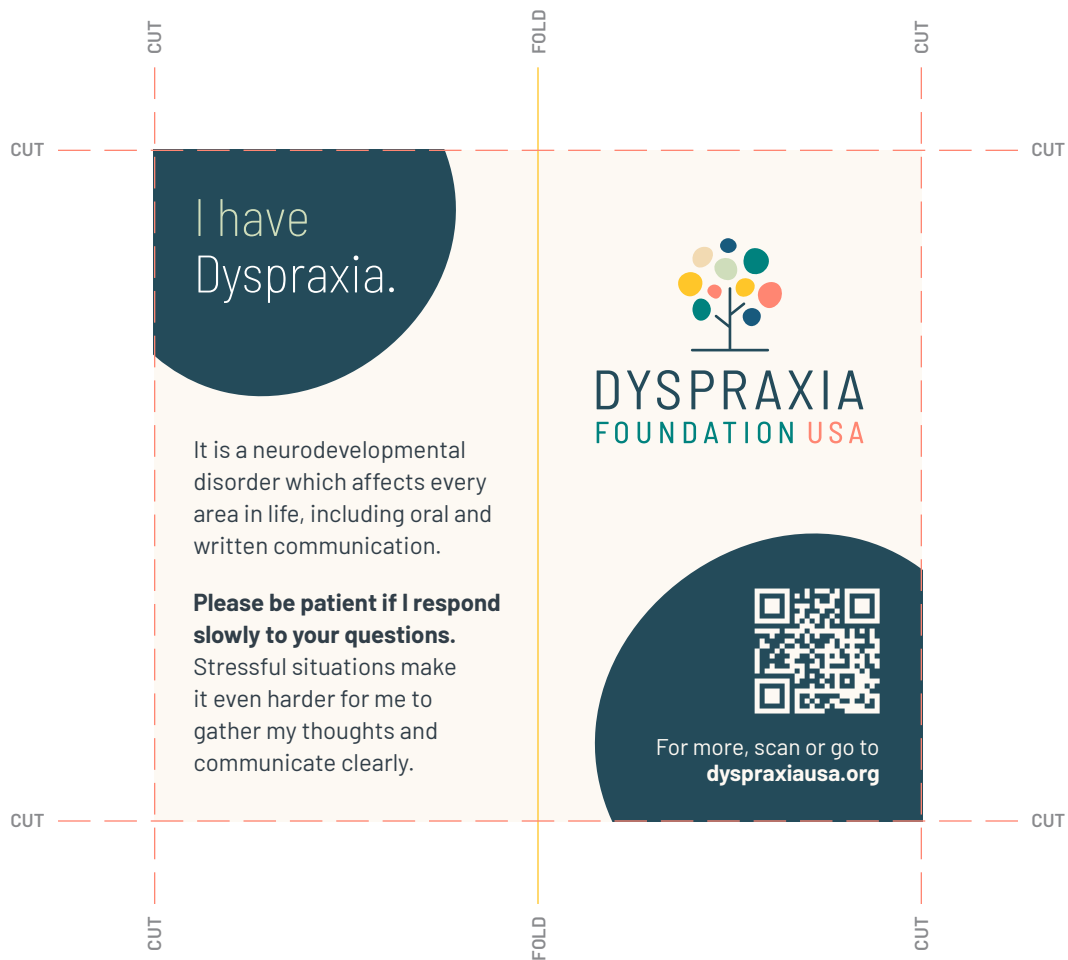 CUT
FOLD
CUT
CUT
CUT
I have
Dyspraxia.
It is a neurodevelopmental
disorder which affects every
area in life, including oral and
written communication.
Please be patient if I respond
slowly to your questions.
Stressful situations make
it even harder for me to
gather my thoughts and
communicate clearly.
DYSPRAXIA
FOUNDATION USA
For more, scan or go to
dyspraxiausa.org
CUT
CUT
CUT
FOLD
CUT